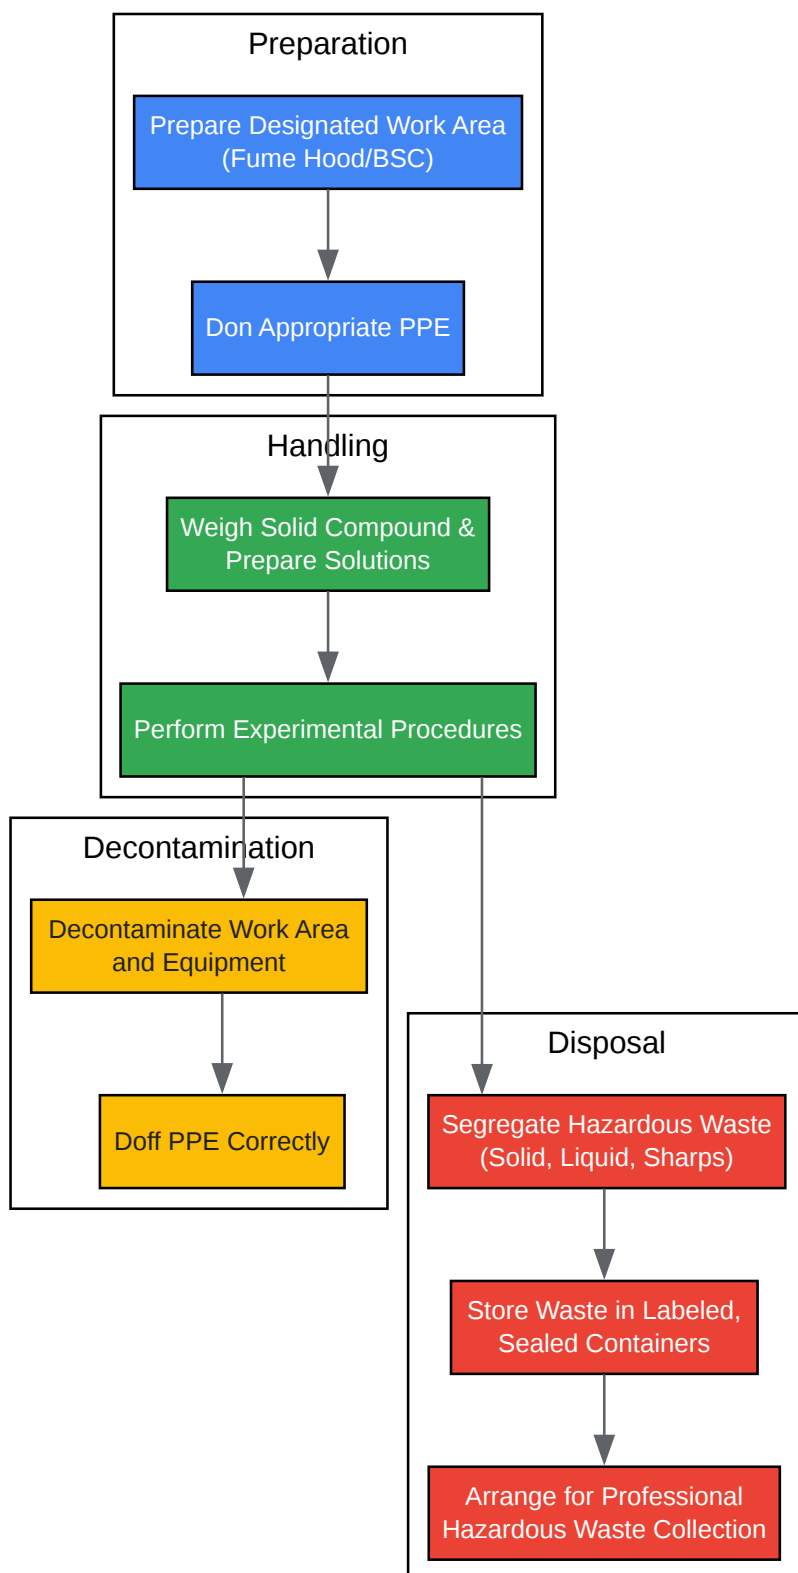 Preparation
Prepare Designated Work Area
(Fume Hood/BSC)
Don Appropriate PPE
Handling
Weigh Solid Compound &
Prepare Solutions
Perform Experimental Procedures
Decontamination
Decontaminate Work Area
and Equipment
Doff PPE Correctly
Disposal
Segregate Hazardous Waste
(Solid, Liquid, Sharps)
Store Waste in Labeled,
Sealed Containers
Arrange for Professional
Hazardous Waste Collection